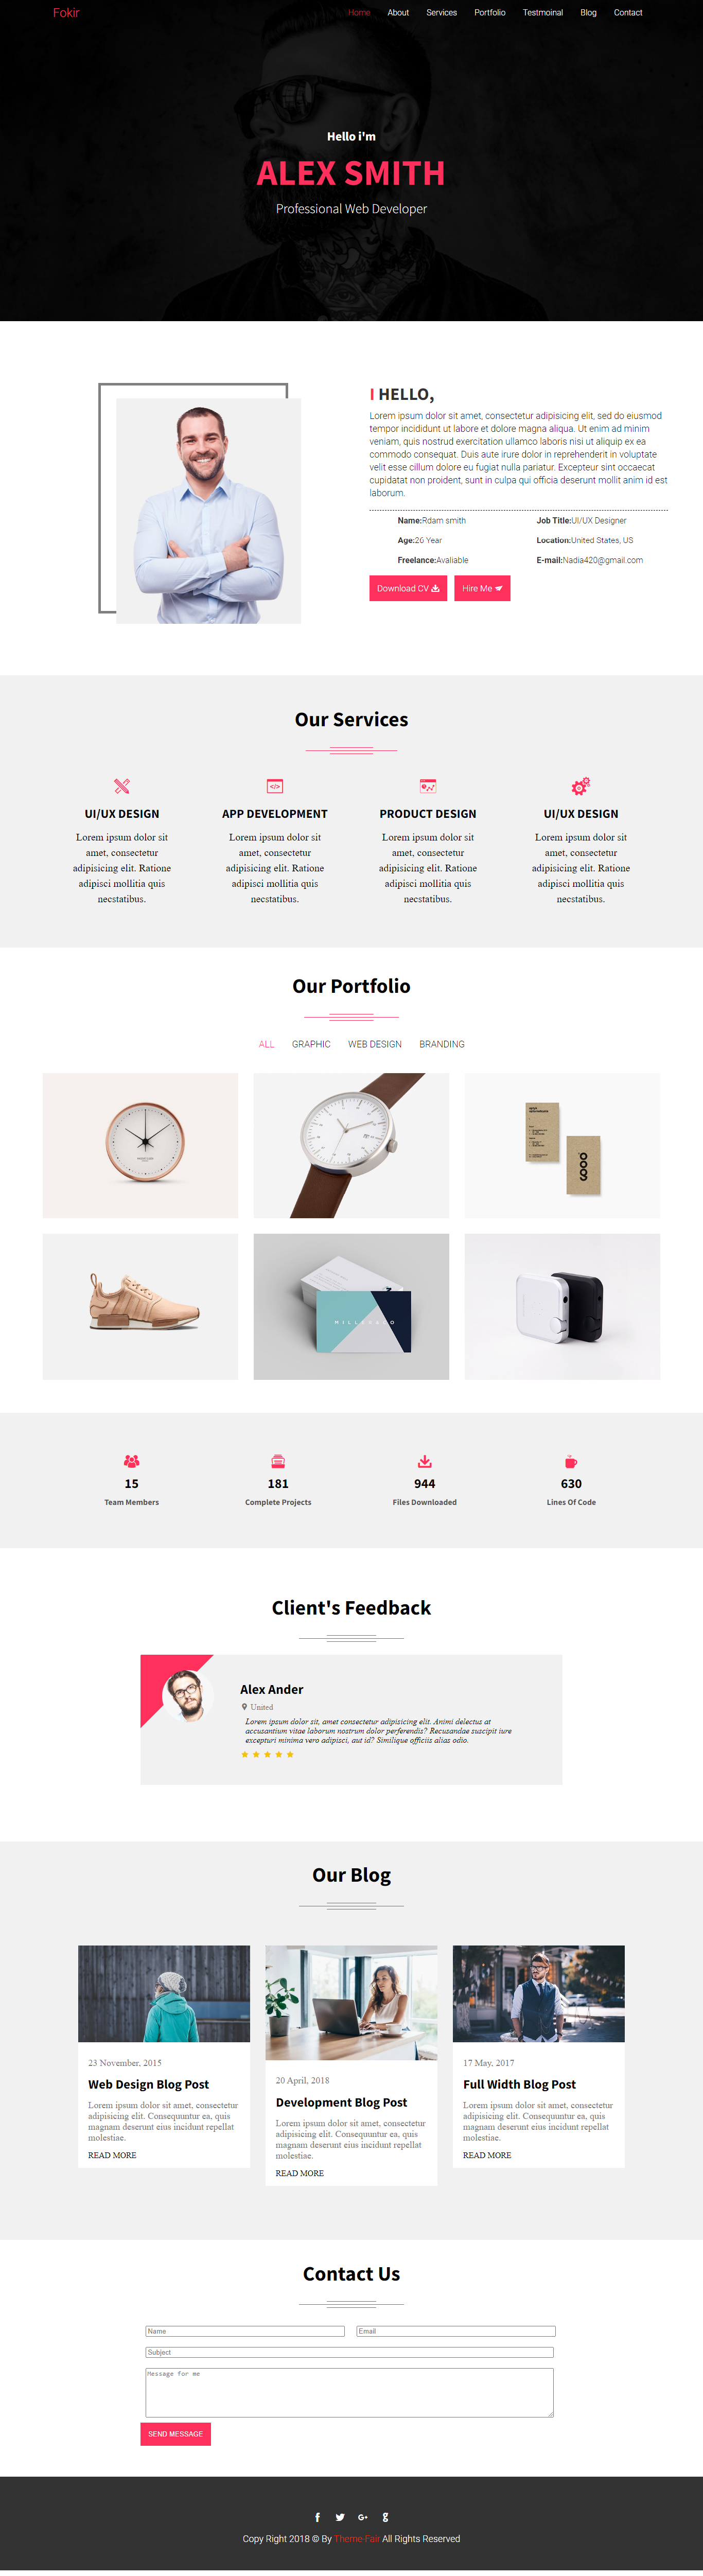 Fokir
Home About Services Portfolio Testmoinal Blog Contact
Hello i'm
ALEX SMITH
Professional Web Developer
I HELLO,
Lorem ipsum dolor sit amet, consectetur adipisicing elit, sed do eiusmod
tempor incididunt ut labore et dolore magna aliqua. Ut enim ad minim
veniam, quis nostrud exercitation ullamco laboris nisi ut aliquip ex ea
commodo consequat. Duis aute irure dolor in reprehenderit in voluptate
velit esse cillum dolore eu fugiat nulla pariatur. Excepteur sint occaecat
cupidatat non proident, sunt in culpa qui officia deserunt mollit anim id est
laborum.
Name:Rdam smith Job Title:UI/UX Designer
Age:26 Year Location:United States, US
Freelance:Avaliable E-mail:Nadia420@gmail.com
Download CV Hire Me
Our Services
UI/UX DESIGN
Lorem ipsum dolor sit
amet, consectetur
adipisicing elit. Ratione
adipisci mollitia quis
necstatibus.
APP DEVELOPMENT
Lorem ipsum dolor sit
amet, consectetur
adipisicing elit. Ratione
adipisci mollitia quis
necstatibus.
PRODUCT DESIGN
Lorem ipsum dolor sit
amet, consectetur
adipisicing elit. Ratione
adipisci mollitia quis
necstatibus.
UI/UX DESIGN
Lorem ipsum dolor sit
amet, consectetur
adipisicing elit. Ratione
adipisci mollitia quis
necstatibus.
Our Portfolio
ALL GRAPHIC WEB DESIGN BRANDING
15
Team Members
181
Complete Projects
944
Files Downloaded
630
Lines Of Code
Client's Feedback
Alex Ander
United
Lorem ipsum dolor sit, amet consectetur adipisicing elit. Animi delectus at
accusantium vitae laborum nostrum dolor perferendis? Recusandae suscipit iure
excepturi minima vero adipisci, aut id? Similique officiis alias odio.
Our Blog
23 November, 2015
Web Design Blog Post
Lorem ipsum dolor sit amet, consectetur
adipisicing elit. Consequuntur ea, quis
magnam deserunt eius incidunt repellat
molestiae.
READ MORE
20 April, 2018
Development Blog Post
Lorem ipsum dolor sit amet, consectetur
adipisicing elit. Consequuntur ea, quis
magnam deserunt eius incidunt repellat
molestiae.
READ MORE
17 May, 2017
Full Width Blog Post
Lorem ipsum dolor sit amet, consectetur
adipisicing elit. Consequuntur ea, quis
magnam deserunt eius incidunt repellat
molestiae.
READ MORE
Contact Us
Name Email
Subject
Message for me
SEND MESSAGE
Copy Right 2018 © By Theme-Fair All Rights Reserved